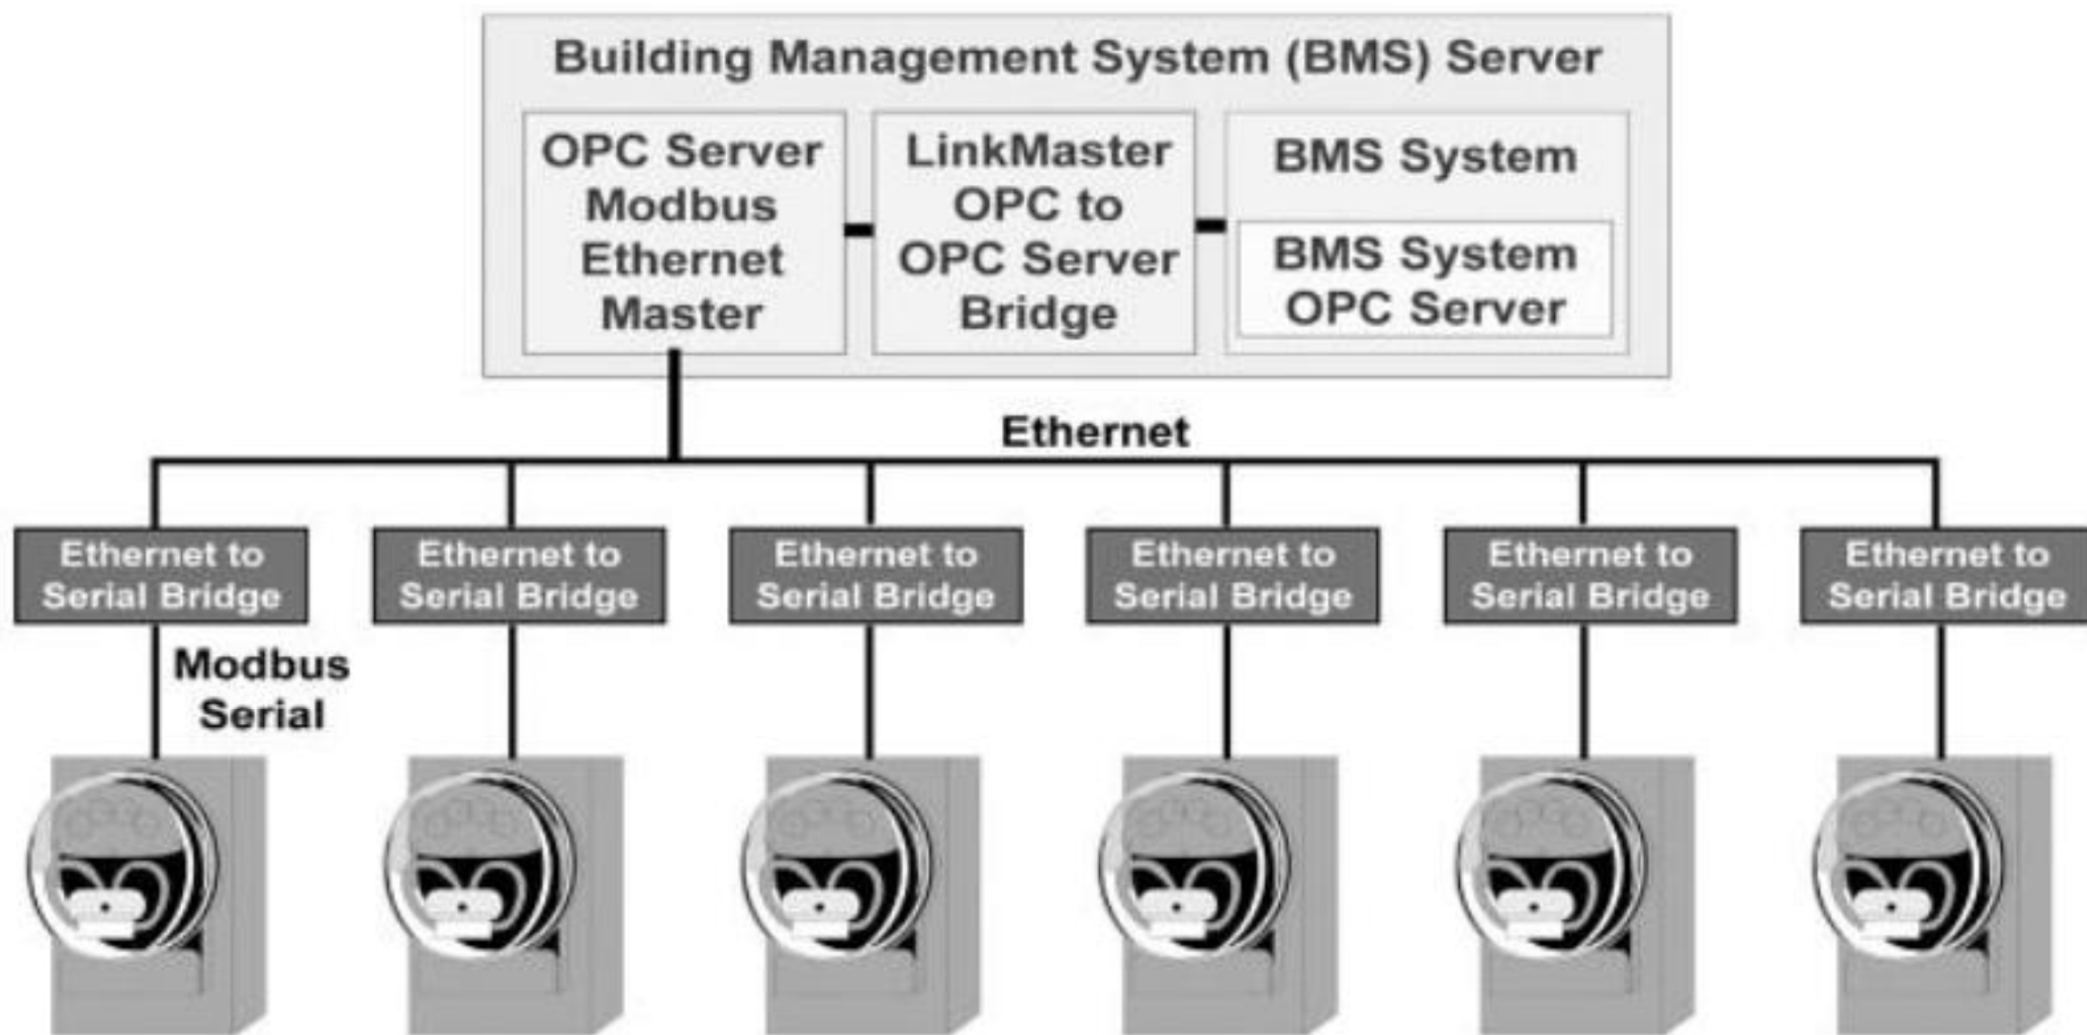 Building Management System (BMS) Server
OPC Server
Modbus
Ethernet
Master
LinkMaster
OPC to
OPC Server
Bridge
BMS System
BMS System
OPC Server
Ethernet
Ethernet to
Serial Bridge
Ethernet to
Serial Bridge
Ethernet to
Serial Bridge
Ethernet to
Serial Bridge
Ethernet to
Serial Bridge
Ethernet to
Serial Bridge
Modbus
Serial